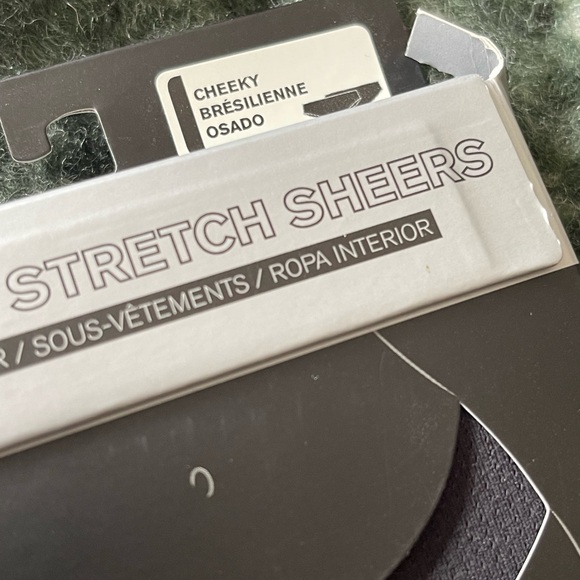 CHEEKY
BRÉSILIENNE
OSADO
STRETCH SHEERS
R / SOUS-VÊTEMENTS / ROPA INTERIOR